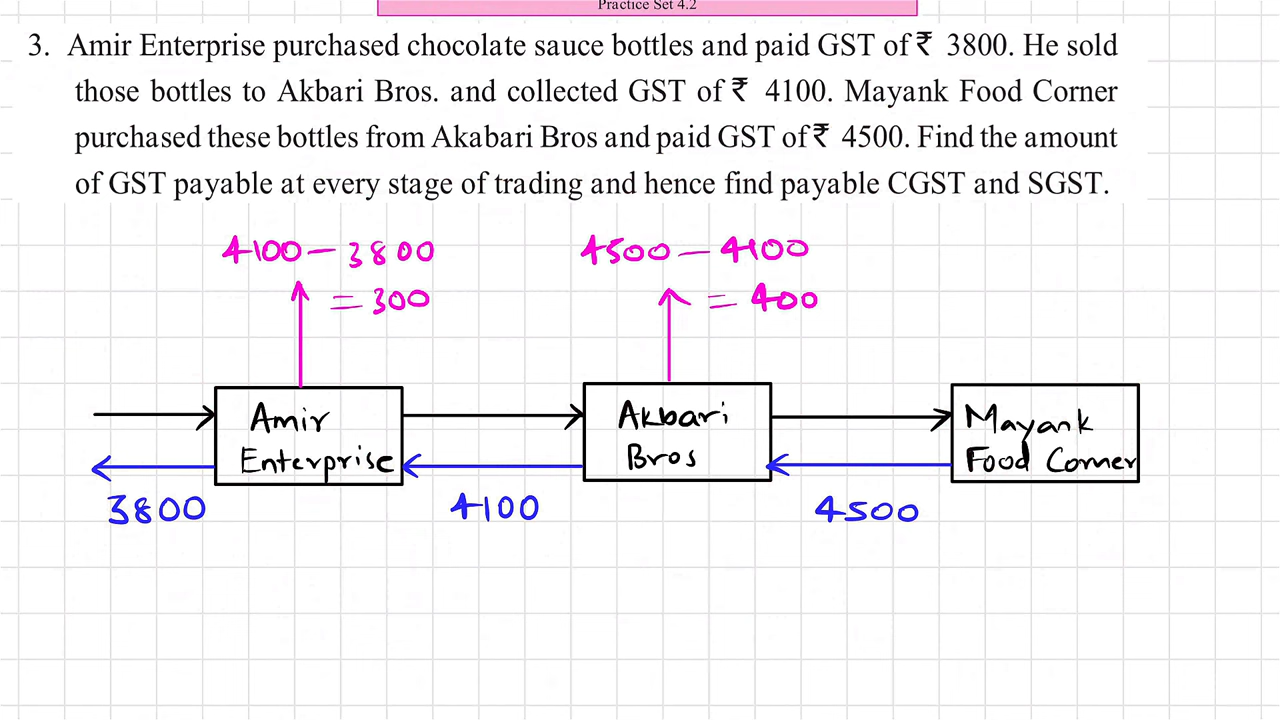 Practice Set 4.2
3. Amir Enterprise purchased chocolate sauce bottles and paid GST of ₹ 3800. He sold
those bottles to Akbari Bros. and collected GST of ₹ 4100. Mayank Food Corner
purchased these bottles from Akabari Bros and paid GST of ₹ 4500. Find the amount
of GST payable at every stage of trading and hence find payable CGST and SGST.
4100 - 3800
= 300
4500 - 4100
= 400
Amir
Enterprise
Akbari
Bros
Mayank
Food Corner
3800
4100
4500